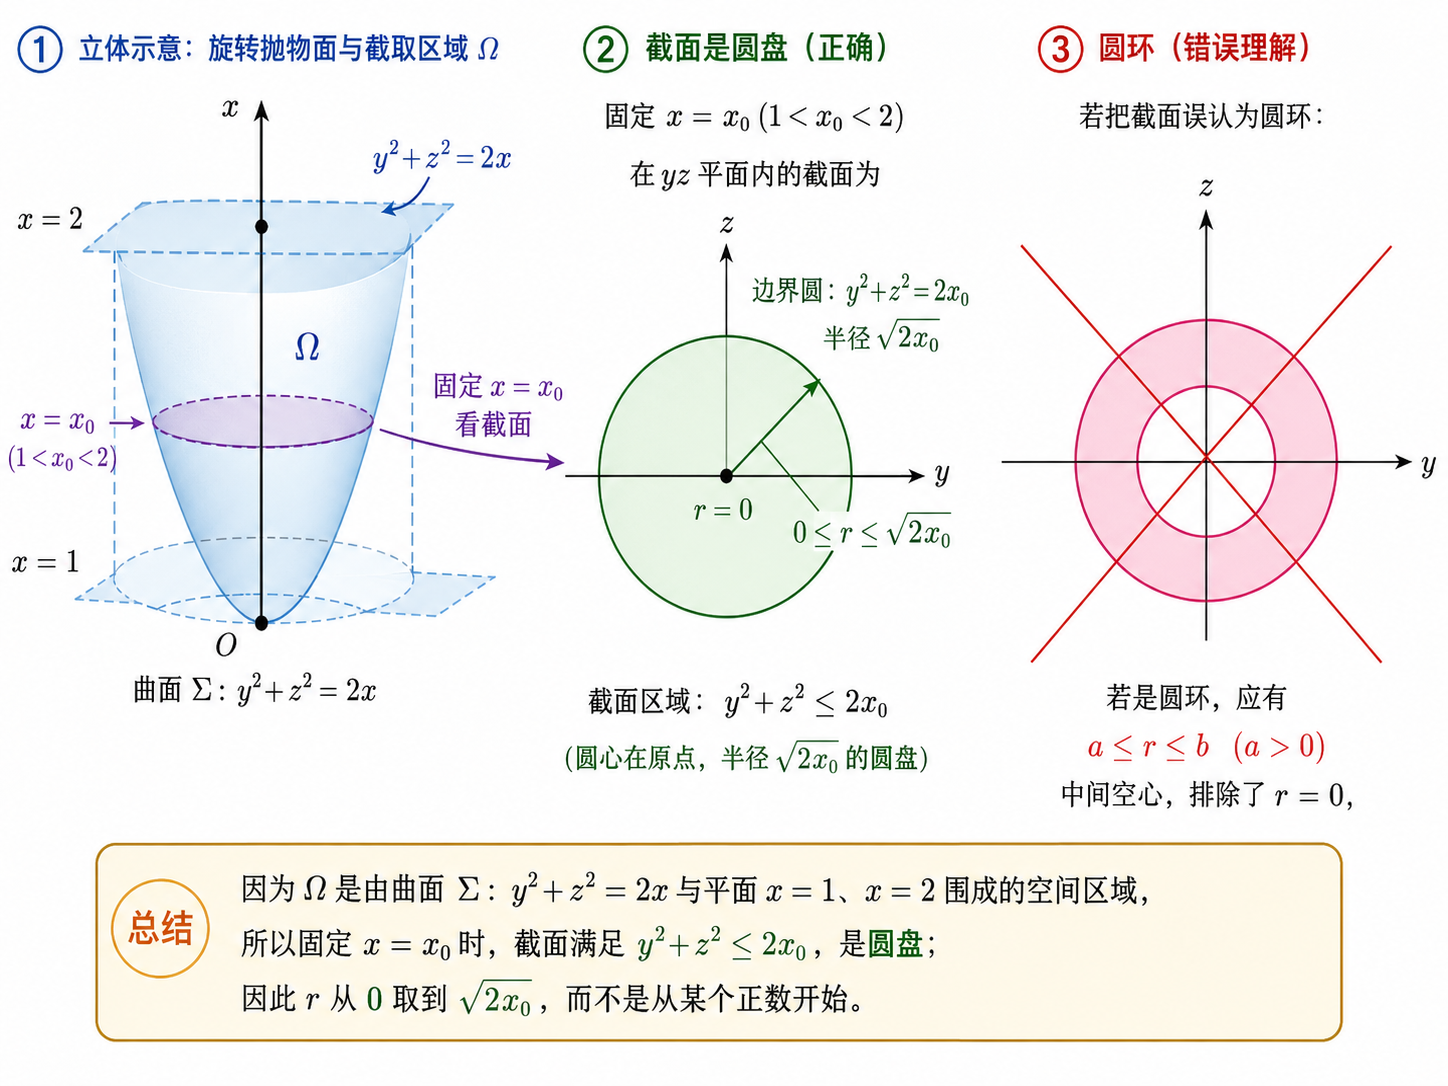 ① 立体示意：旋转抛物面与截取区域 Ω
x
y² + z² = 2x
x = 2
Ω
固定 x = x₀
看截面
x = x₀
(1 < x₀ < 2)
x = 1
O
曲面 Σ: y² + z² = 2x
② 截面是圆盘（正确）
固定 x = x₀ (1 < x₀ < 2)
在 yz 平面内的截面为
z
边界圆：y² + z² = 2x₀
半径 √(2x₀)
y
r = 0
0 ≤ r ≤ √(2x₀)
截面区域： y² + z² ≤ 2x₀
(圆心在原点，半径 √(2x₀) 的圆盘)
③ 圆环（错误理解）
若把截面误认为圆环：
z
y
若是圆环，应有
a ≤ r ≤ b (a > 0)
中间空心，排除了 r = 0，
总结
因为 Ω 是由曲面 Σ: y² + z² = 2x 与平面 x = 1、x = 2 围成的空间区域，
所以固定 x = x₀ 时，截面满足 y² + z² ≤ 2x₀，是圆盘；
因此 r 从 0 取到 √(2x₀)，而不是从某个正数开始。